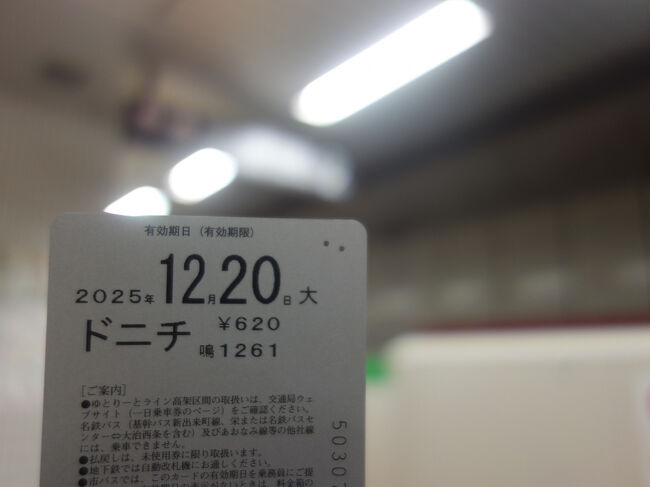 有効期日（有効期限）
2025年12月20日大
ドニチ ￥620
鳴1261
［ご案内］
●ゆとりーとライン高架区間の取扱いは、交通局ウェ
ブサイト（一日乗車券のページ）をご確認ください。
名鉄バス（基幹バス新出来町線、栄または名鉄バスセ
ンター⇔大治西条を含む）及びあおなみ線等の他社線
には、乗車できません。
●払戻しは、未使用券に限り取扱います。
●地下鉄では自動改札機にお通しください。
●市バスでは、このカードの有効期日を乗務員にご提
5030